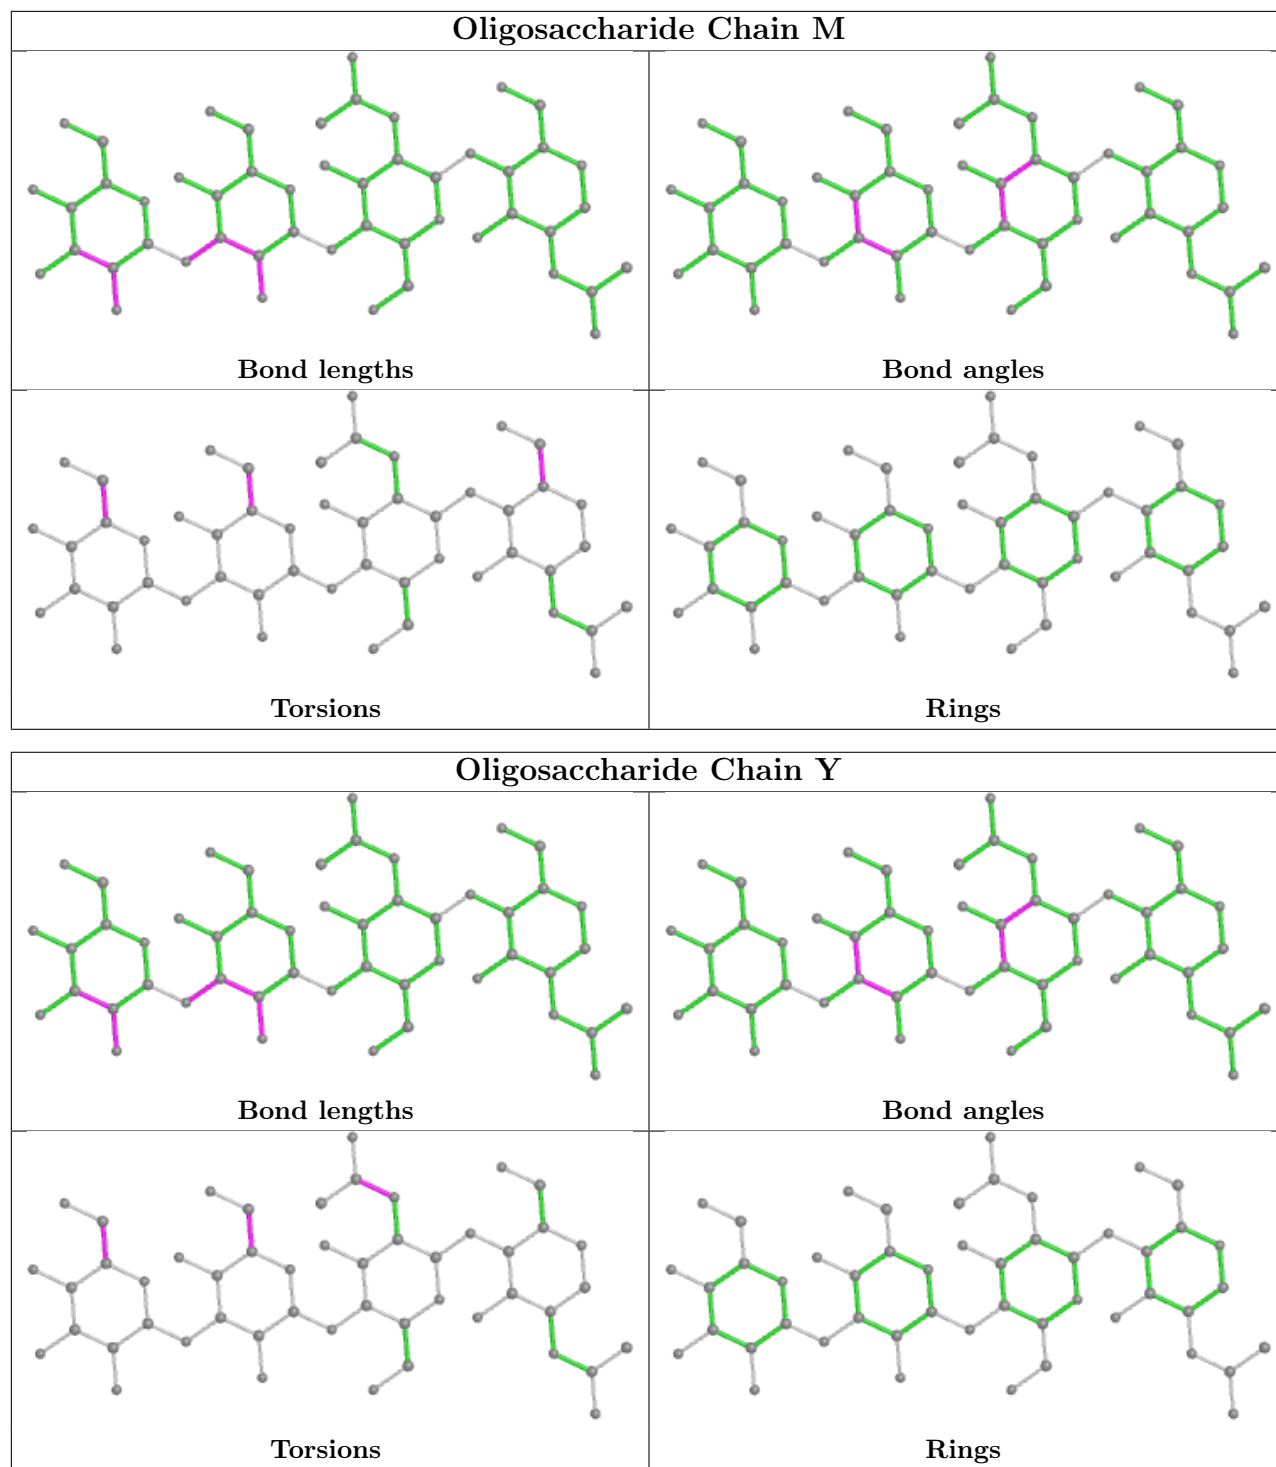 Oligosaccharide Chain M
Bond lengths
Bond angles
Torsions
Rings
Oligosaccharide Chain Y
Bond lengths
Bond angles
Torsions
Rings